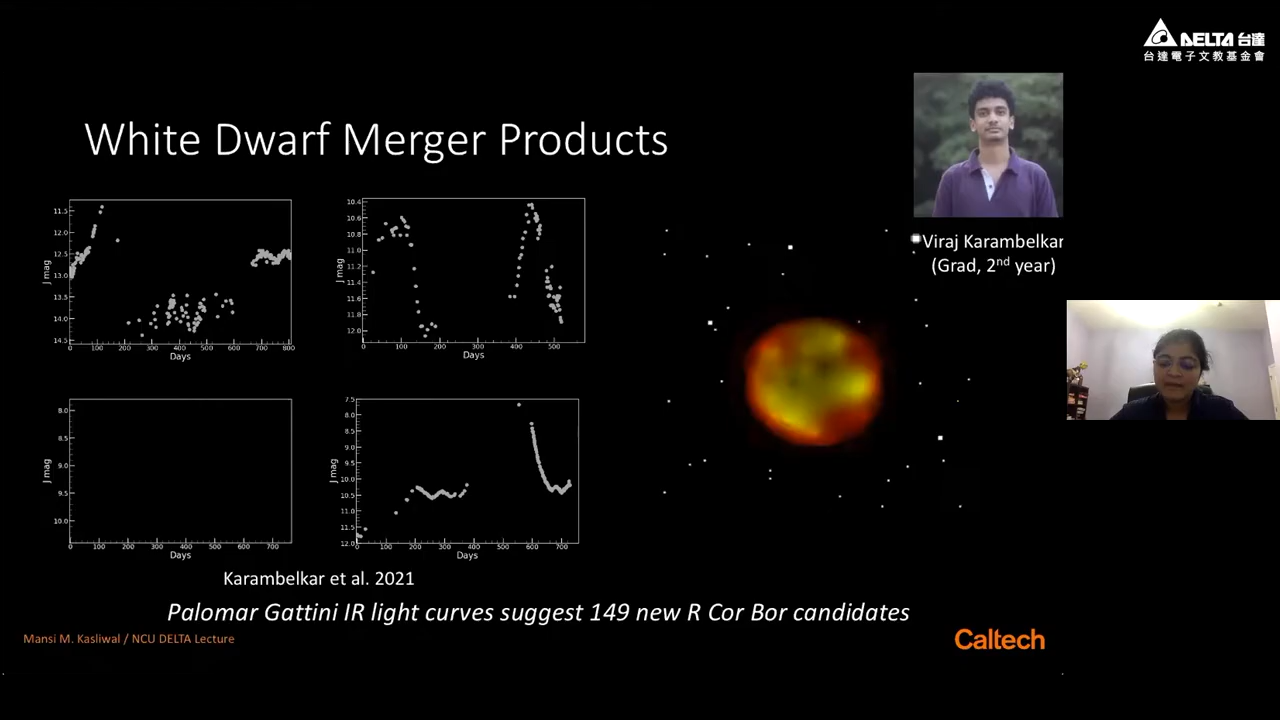 DELTA 台達
台達電子文教基金會
White Dwarf Merger Products
Viraj Karambelkar
(Grad, 2nd year)
11.5
12.0
12.5
13.0
13.5
14.0
14.5
J mag
0 100 200 300 400 500 600 700 800
Days
10.4
10.6
10.8
11.0
11.2
11.4
11.6
11.8
12.0
J mag
0 100 200 300 400 500
Days
8.0
8.5
9.0
9.5
10.0
J mag
0 100 200 300 400 500 600 700
Days
7.5
8.0
8.5
9.0
9.5
10.0
10.5
11.0
11.5
12.0
J mag
0 100 200 300 400 500 600 700
Days
Karambelkar et al. 2021
Palomar Gattini IR light curves suggest 149 new R Cor Bor candidates
Mansi M. Kasliwal / NCU DELTA Lecture
Caltech